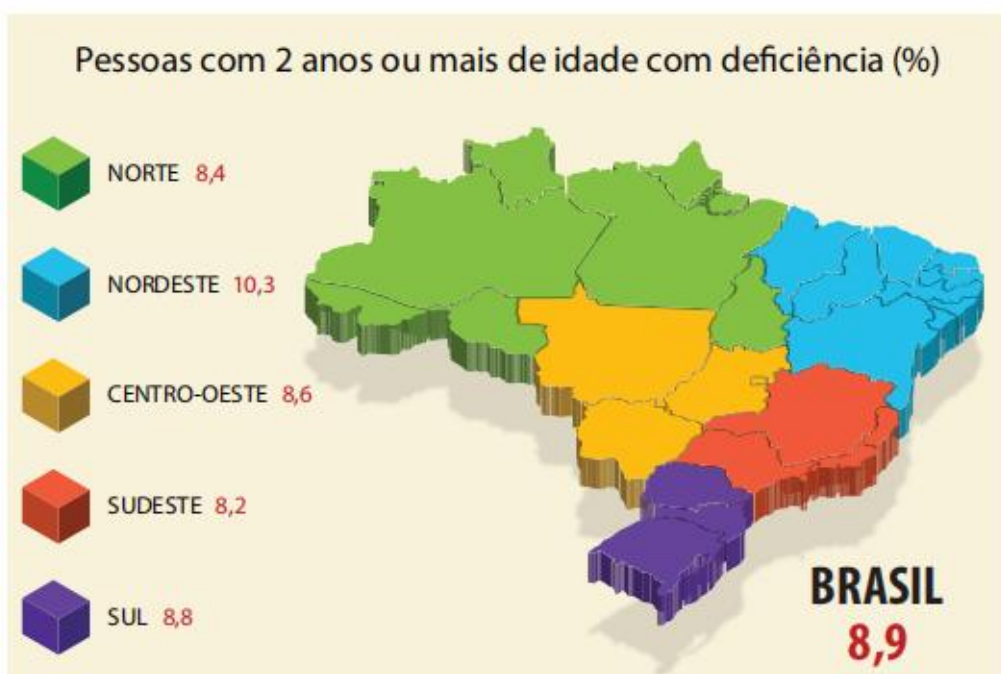 Pessoas com 2 anos ou mais de idade com deficiência (%)
NORTE 8,4
NORDESTE 10,3
CENTRO-OESTE 8,6
SUDESTE 8,2
SUL 8,8
BRASIL
8,9